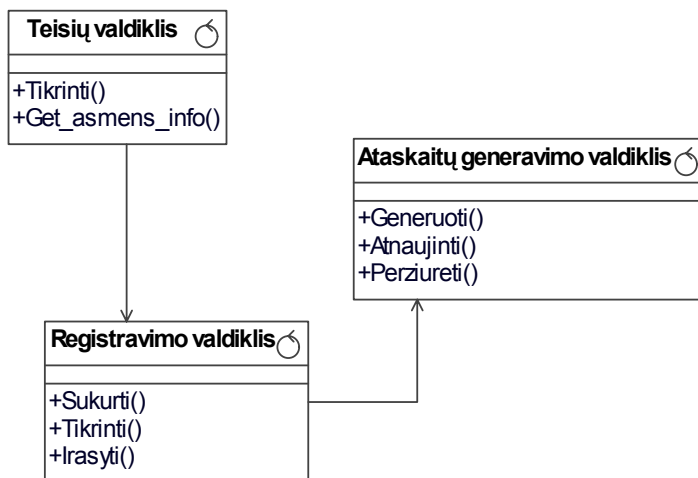 Teisių valdiklis
+Tikrinti()
+Get_asmens_info()
Ataskaitų generavimo valdiklis
+Generuoti()
+Atnaujinti()
+Perziureti()
Registravimo valdiklis
+Sukurti()
+Tikrinti()
+Irasyti()